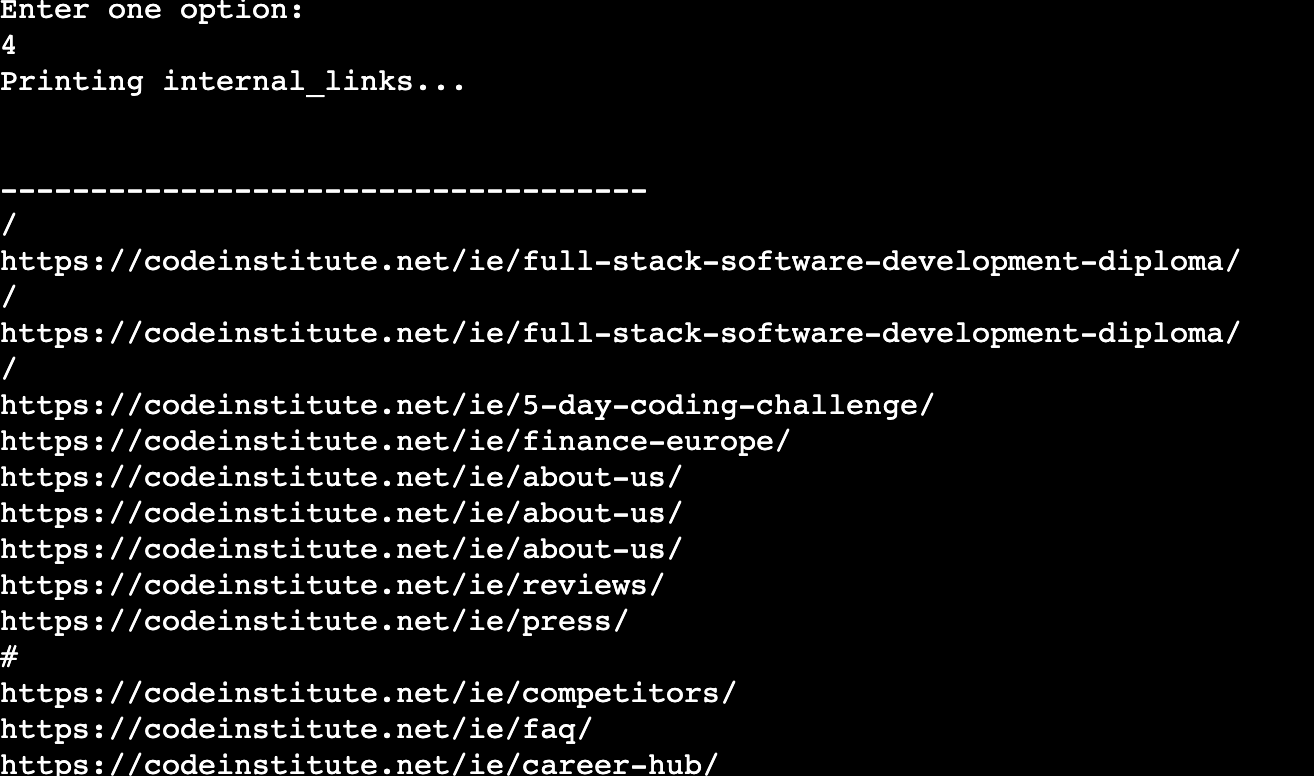 Enter one option:
4
Printing internal_links...
------------------------------------
/
https://codeinstitute.net/ie/full-stack-software-development-diploma/
/
https://codeinstitute.net/ie/full-stack-software-development-diploma/
/
https://codeinstitute.net/ie/5-day-coding-challenge/
https://codeinstitute.net/ie/finance-europe/
https://codeinstitute.net/ie/about-us/
https://codeinstitute.net/ie/about-us/
https://codeinstitute.net/ie/about-us/
https://codeinstitute.net/ie/reviews/
https://codeinstitute.net/ie/press/
#
https://codeinstitute.net/ie/competitors/
https://codeinstitute.net/ie/faq/
https://codeinstitute.net/ie/career-hub/